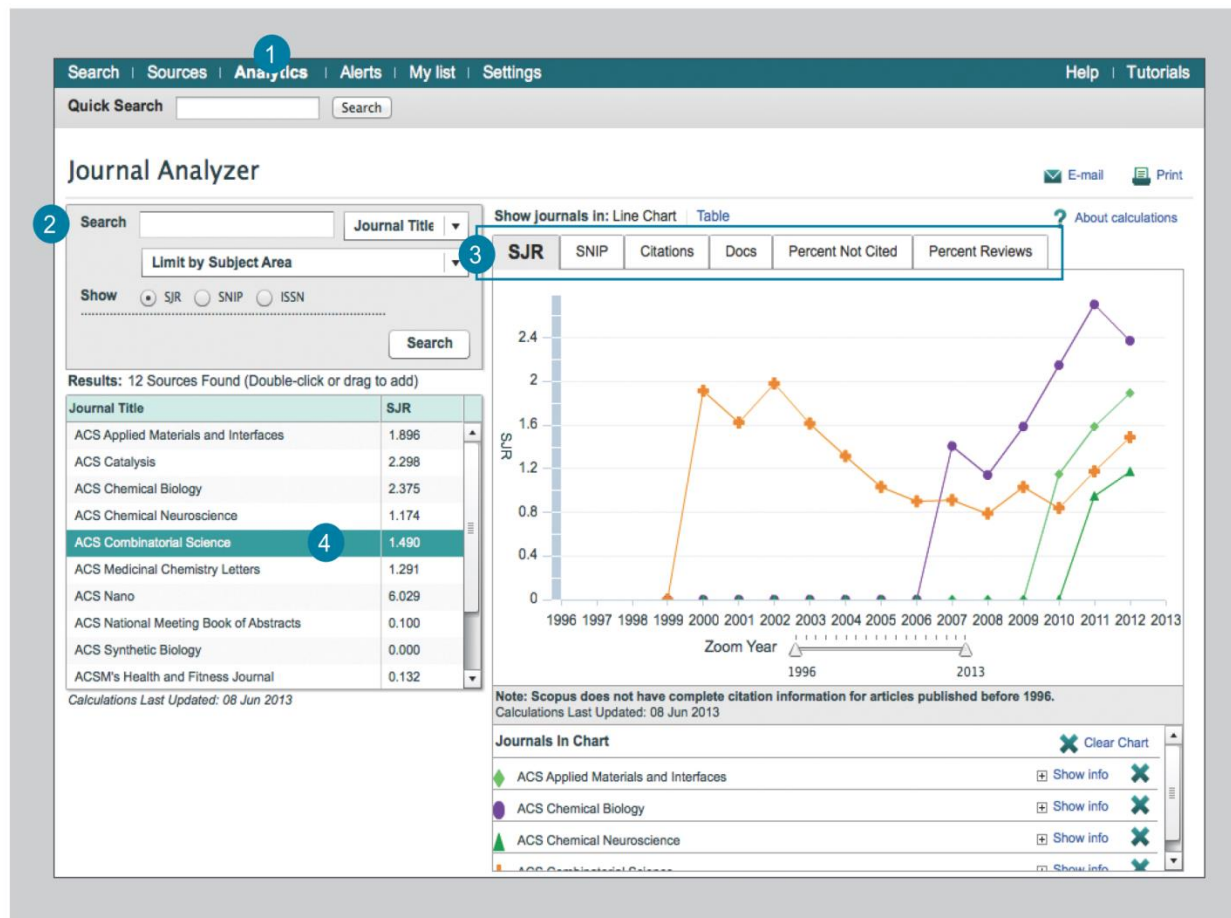 1
Search | Sources | Analytics | Alerts | My list | Settings Help | Tutorials
Quick Search Search
Journal Analyzer
E-mail Print
2
Search Journal Title
Limit by Subject Area
Show SJR SNIP ISSN
Search
Results: 12 Sources Found (Double-click or drag to add)
Journal Title SJR
ACS Applied Materials and Interfaces 1.896
ACS Catalysis 2.298
ACS Chemical Biology 2.375
ACS Chemical Neuroscience 1.174
ACS Combinatorial Science 4 1.490
ACS Medicinal Chemistry Letters 1.291
ACS Nano 6.029
ACS National Meeting Book of Abstracts 0.100
ACS Synthetic Biology 0.000
ACSM's Health and Fitness Journal 0.132
Calculations Last Updated: 08 Jun 2013
Show journals in: Line Chart | Table
? About calculations
3
SJR SNIP Citations Docs Percent Not Cited Percent Reviews
2.4
2
1.6
1.2
0.8
0.4
0
SJR
1996 1997 1998 1999 2000 2001 2002 2003 2004 2005 2006 2007 2008 2009 2010 2011 2012 2013
Zoom Year
1996 2013
Note: Scopus does not have complete citation information for articles published before 1996.
Calculations Last Updated: 08 Jun 2013
Journals In Chart Clear Chart
ACS Applied Materials and Interfaces Show info
ACS Chemical Biology Show info
ACS Chemical Neuroscience Show info
ACS Combinatorial Science Show info